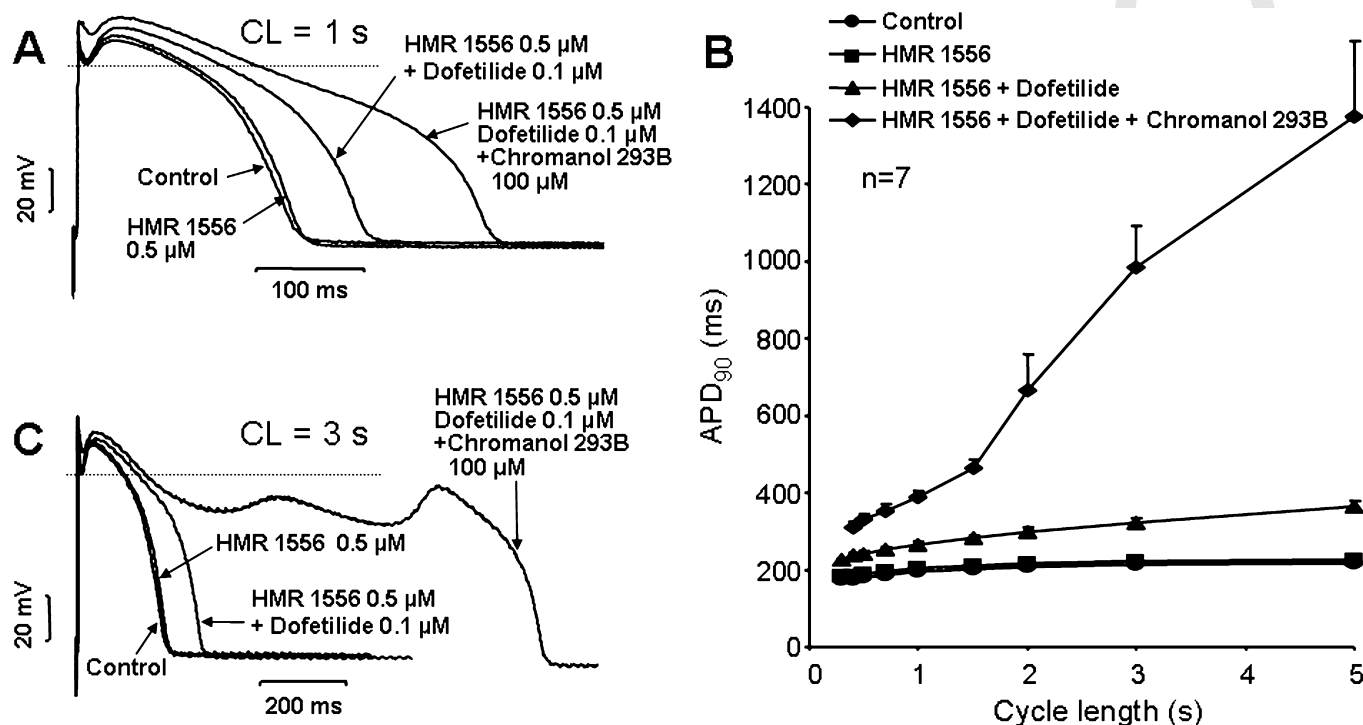 A
CL = 1 s
HMR 1556 0.5 µM
+ Dofetilide 0.1 µM
HMR 1556 0.5 µM
Dofetilide 0.1 µM
+Chromanol 293B
100 µM
Control
HMR 1556
0.5 µM
20 mV
100 ms
C
CL = 3 s
HMR 1556 0.5 µM
Dofetilide 0.1 µM
+Chromanol 293B
100 µM
HMR 1556 0.5 µM
HMR 1556 0.5 µM
+ Dofetilide 0.1 µM
Control
20 mV
200 ms
B
Control
HMR 1556
HMR 1556 + Dofetilide
HMR 1556 + Dofetilide + Chromanol 293B
n=7
APD90 (ms)
1400
1200
1000
800
600
400
200
0
0 1 2 3 4 5
Cycle length (s)